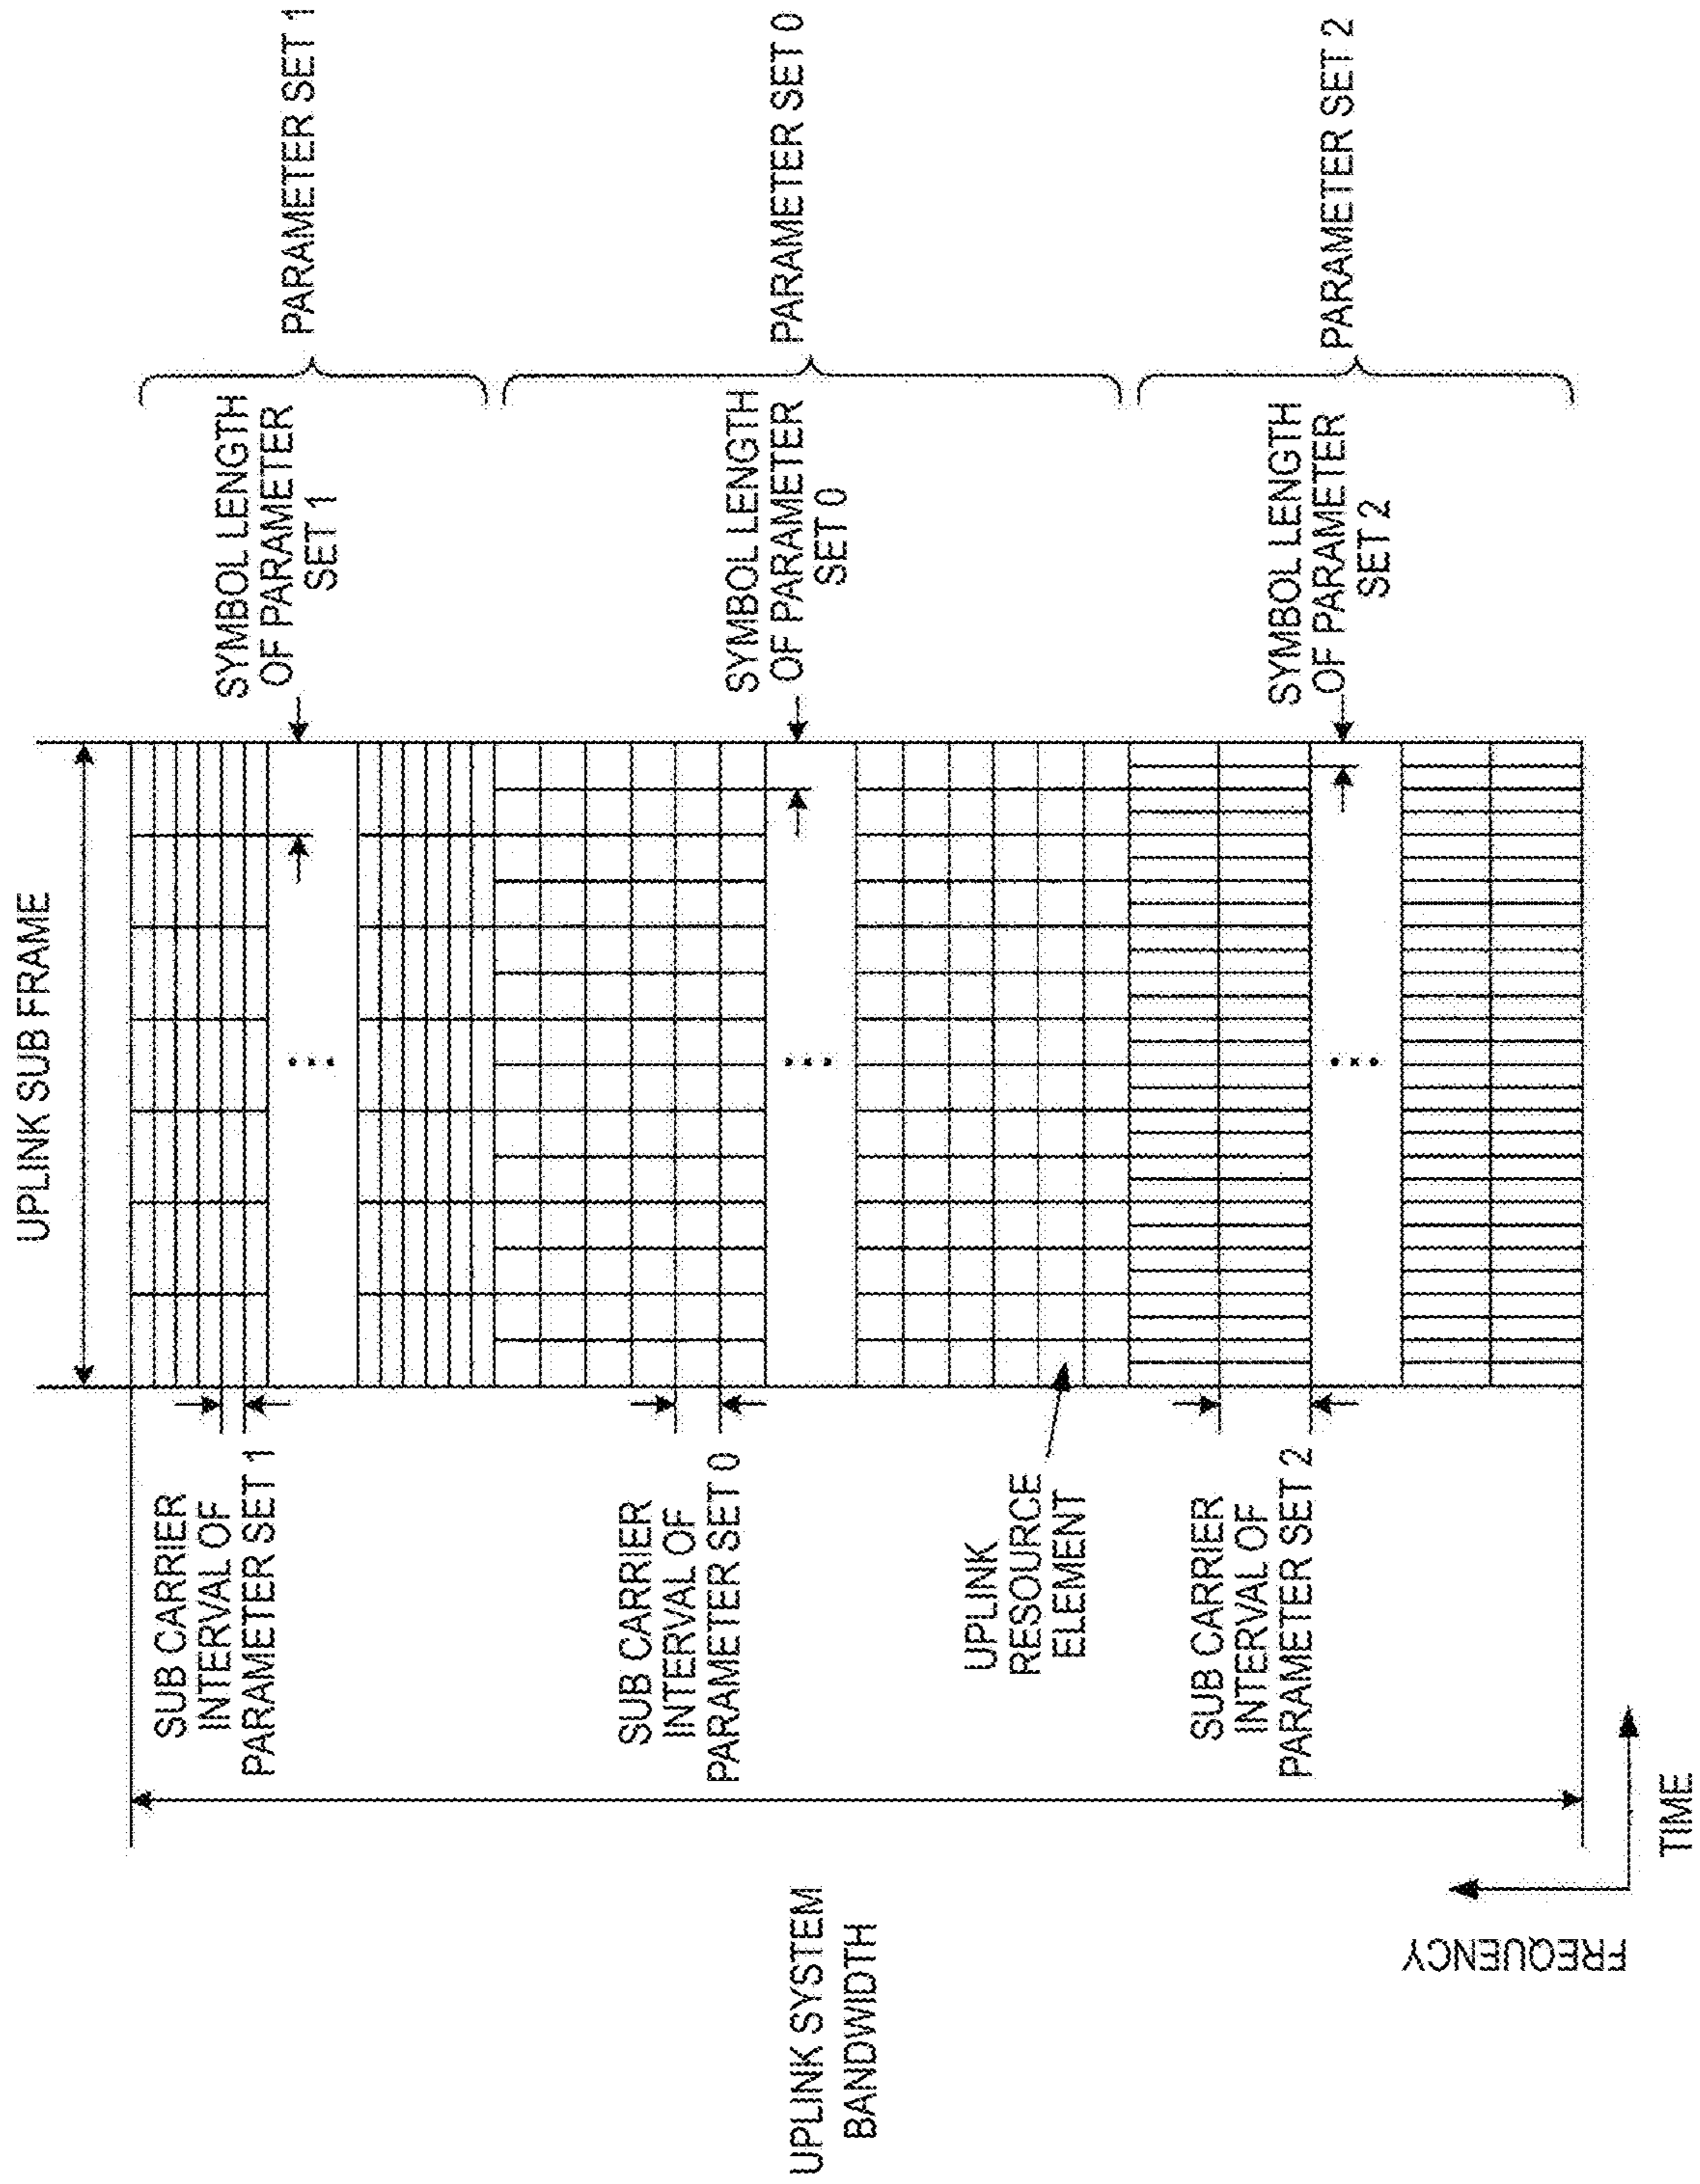 UPLINK SUB FRAME
SUB CARRIER
INTERVAL OF
PARAMETER SET 1
SYMBOL LENGTH
OF PARAMETER
SET 1
PARAMETER SET 1
UPLINK SYSTEM
BANDWIDTH
SUB CARRIER
INTERVAL OF
PARAMETER SET 0
SYMBOL LENGTH
OF PARAMETER
SET 0
PARAMETER SET 0
UPLINK
RESOURCE
ELEMENT
SUB CARRIER
INTERVAL OF
PARAMETER SET 2
SYMBOL LENGTH
OF PARAMETER
SET 2
PARAMETER SET 2
FREQUENCY
TIME